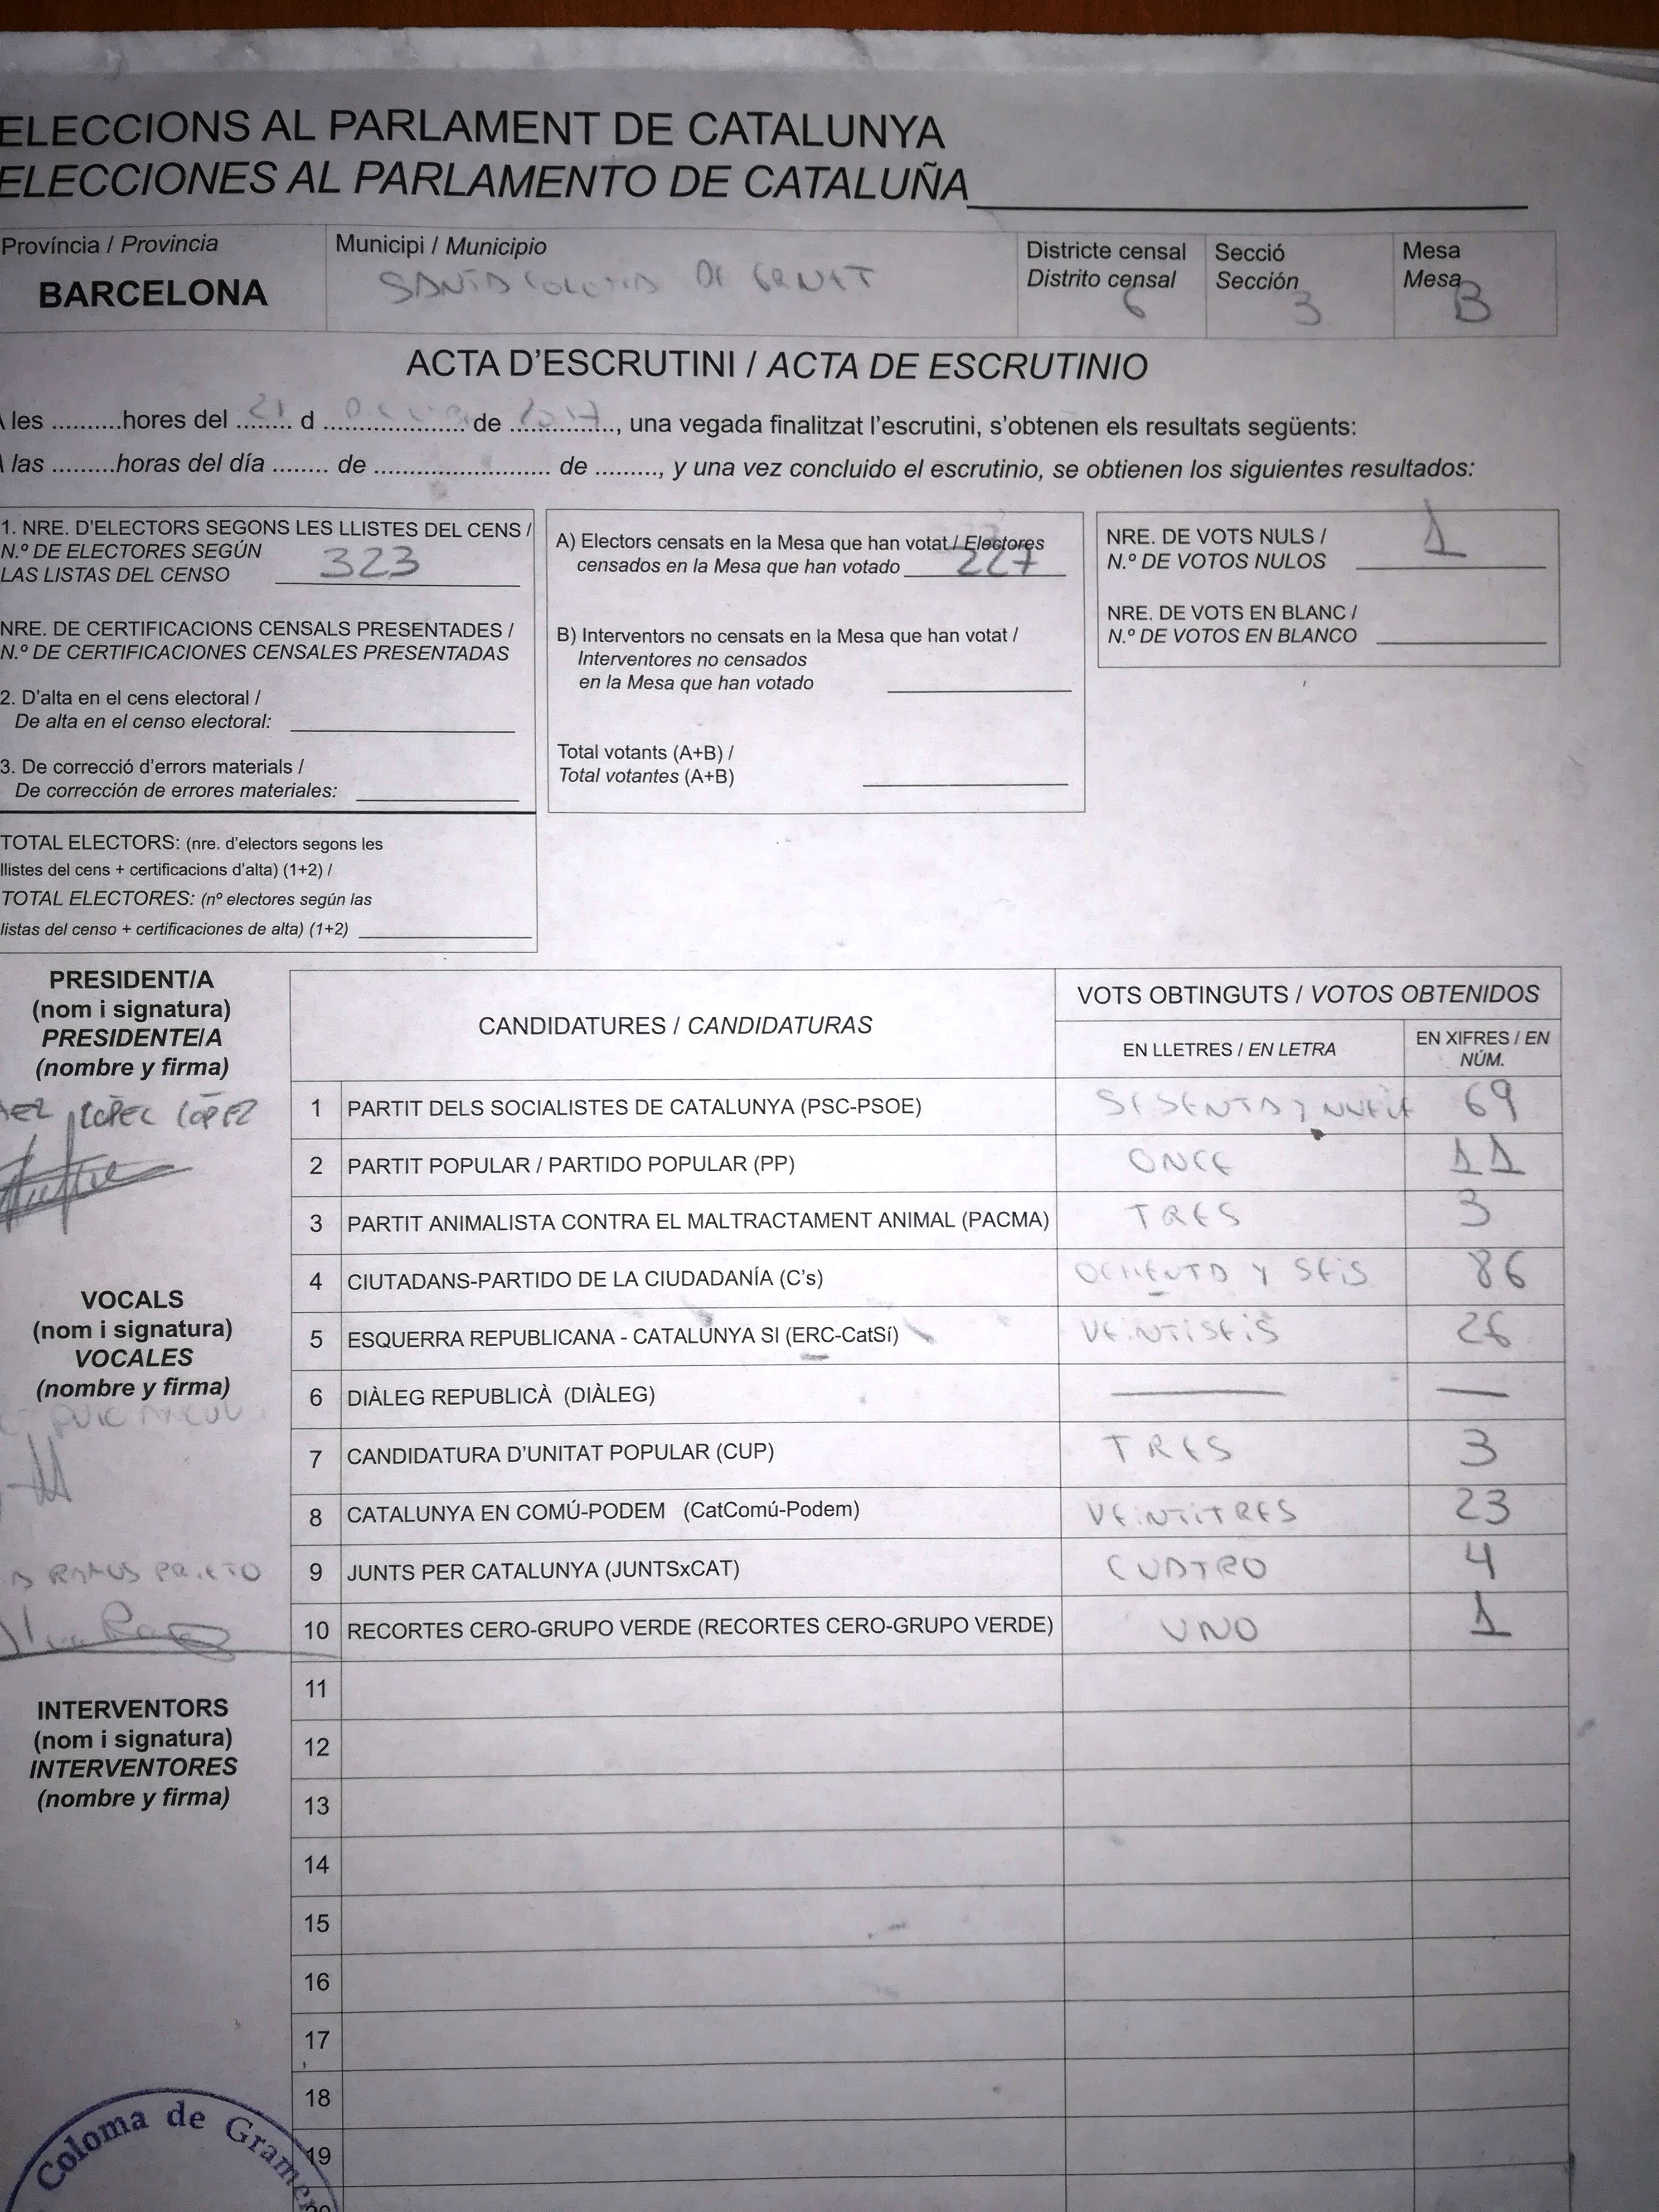 ELECCIONS AL PARLAMENT DE CATALUNYA
ELECCIONES AL PARLAMENTO DE CATALUÑA
Província / Provincia
BARCELONA
Municipi / Municipio
SANTA COLOMA DE GRNET
Districte censal
Distrito censal
6
Secció
Sección
3
Mesa
Mesa
B
ACTA D'ESCRUTINI / ACTA DE ESCRUTINIO
A les ..........hores del 21 d ..................... de 2017, una vegada finalitzat l'escrutini, s'obtenen els resultats següents:
A las .........horas del día ........ de ......................... de ........., y una vez concluido el escrutinio, se obtienen los siguientes resultados:
1. NRE. D'ELECTORS SEGONS LES LLISTES DEL CENS /
N.º DE ELECTORES SEGÚN
LAS LISTAS DEL CENSO 323
NRE. DE CERTIFICACIONS CENSALS PRESENTADES /
N.º DE CERTIFICACIONES CENSALES PRESENTADAS
2. D'alta en el cens electoral /
De alta en el censo electoral:
3. De correcció d'errors materials /
De corrección de errores materiales:
TOTAL ELECTORS: (nre. d'electors segons les
llistes del cens + certificacions d'alta) (1+2) /
TOTAL ELECTORES: (nº electores según las
listas del censo + certificaciones de alta) (1+2)
A) Electors censats en la Mesa que han votat / Electores
censados en la Mesa que han votado 227
B) Interventors no censats en la Mesa que han votat /
Interventores no censados
en la Mesa que han votado
Total votants (A+B) /
Total votantes (A+B)
NRE. DE VOTS NULS /
N.º DE VOTOS NULOS 1
NRE. DE VOTS EN BLANC /
N.º DE VOTOS EN BLANCO
PRESIDENT/A
(nom i signatura)
PRESIDENTE/A
(nombre y firma)
LÓPEZ LÓPEZ
VOCALS
(nom i signatura)
VOCALES
(nombre y firma)
PUIG
RAMOS PRIETO
INTERVENTORS
(nom i signatura)
INTERVENTORES
(nombre y firma)
CANDIDATURES / CANDIDATURAS
VOTS OBTINGUTS / VOTOS OBTENIDOS
EN LLETRES / EN LETRA
EN XIFRES / EN
NÚM.
1 PARTIT DELS SOCIALISTES DE CATALUNYA (PSC-PSOE) SESENTA y NUEVE 69
2 PARTIT POPULAR / PARTIDO POPULAR (PP) ONCE 11
3 PARTIT ANIMALISTA CONTRA EL MALTRACTAMENT ANIMAL (PACMA) TRES 3
4 CIUTADANS-PARTIDO DE LA CIUDADANÍA (C's) OCHENTA Y SEIS 86
5 ESQUERRA REPUBLICANA - CATALUNYA SI (ERC-CatSí) VEINTISEIS 26
6 DIÀLEG REPUBLICÀ (DIÀLEG) — —
7 CANDIDATURA D'UNITAT POPULAR (CUP) TRES 3
8 CATALUNYA EN COMÚ-PODEM (CatComú-Podem) VEINTITRES 23
9 JUNTS PER CATALUNYA (JUNTSxCAT) CUATRO 4
10 RECORTES CERO-GRUPO VERDE (RECORTES CERO-GRUPO VERDE) UNO 1
11
12
13
14
15
16
17
18
19
20
Coloma de Gramen